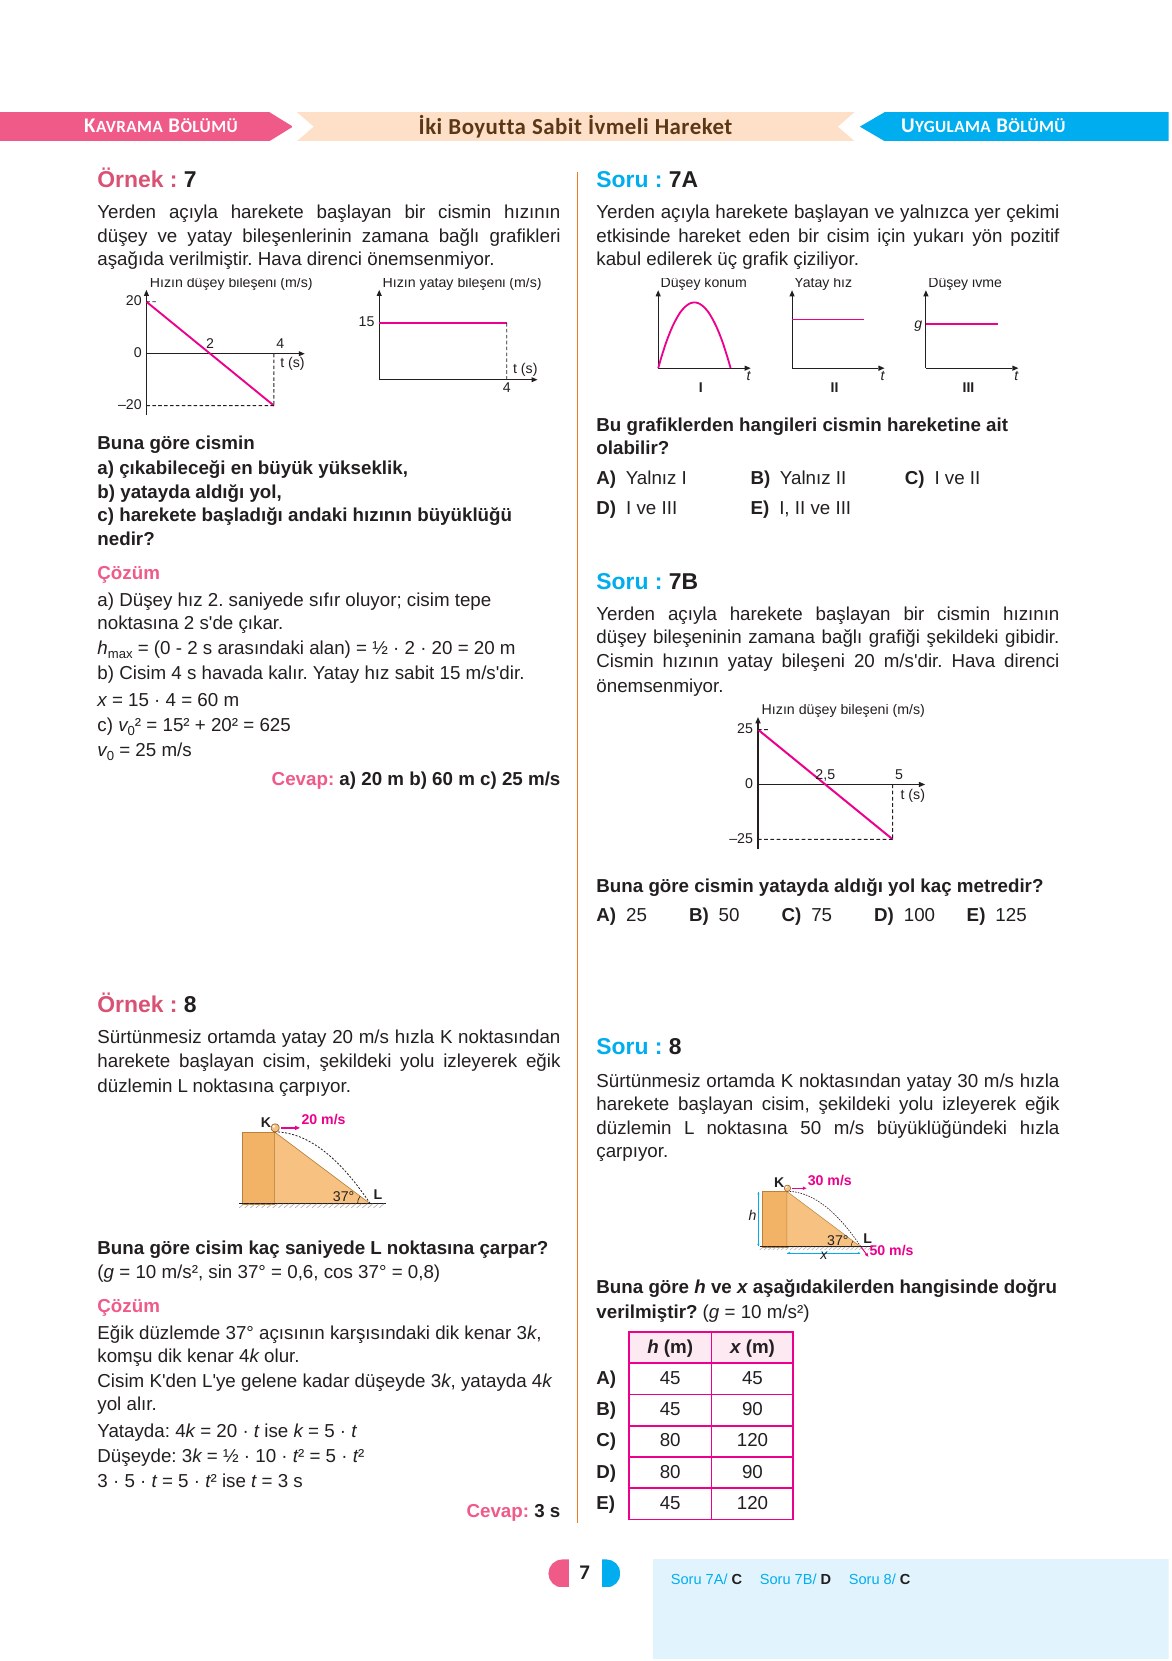 KAVRAMA BÖLÜMÜ
İki Boyutta Sabit İvmeli Hareket
UYGULAMA BÖLÜMÜ
Örnek : 7
Yerden açıyla harekete başlayan bir cismin hızının
düşey ve yatay bileşenlerinin zamana bağlı grafikleri
aşağıda verilmiştir. Hava direnci önemsenmiyor.
Hızın düşey bileşeni (m/s)
20
0
–20
2
4
t (s)
Hızın yatay bileşeni (m/s)
15
t (s)
4
Buna göre cismin
a) çıkabileceği en büyük yükseklik,
b) yatayda aldığı yol,
c) harekete başladığı andaki hızının büyüklüğü
nedir?
Çözüm
a) Düşey hız 2. saniyede sıfır oluyor; cisim tepe
noktasına 2 s'de çıkar.
hmax = (0 - 2 s arasındaki alan) = ½ · 2 · 20 = 20 m
b) Cisim 4 s havada kalır. Yatay hız sabit 15 m/s'dir.
x = 15 · 4 = 60 m
c) v0² = 15² + 20² = 625
v0 = 25 m/s
Cevap: a) 20 m b) 60 m c) 25 m/s
Örnek : 8
Sürtünmesiz ortamda yatay 20 m/s hızla K noktasından
harekete başlayan cisim, şekildeki yolu izleyerek eğik
düzlemin L noktasına çarpıyor.
K
20 m/s
37°
L
Buna göre cisim kaç saniyede L noktasına çarpar?
(g = 10 m/s², sin 37° = 0,6, cos 37° = 0,8)
Çözüm
Eğik düzlemde 37° açısının karşısındaki dik kenar 3k,
komşu dik kenar 4k olur.
Cisim K'den L'ye gelene kadar düşeyde 3k, yatayda 4k
yol alır.
Yatayda: 4k = 20 · t ise k = 5 · t
Düşeyde: 3k = ½ · 10 · t² = 5 · t²
3 · 5 · t = 5 · t² ise t = 3 s
Cevap: 3 s
Soru : 7A
Yerden açıyla harekete başlayan ve yalnızca yer çekimi
etkisinde hareket eden bir cisim için yukarı yön pozitif
kabul edilerek üç grafik çiziliyor.
Düşey konum
t
I
Yatay hız
t
II
Düşey ivme
g
t
III
Bu grafiklerden hangileri cismin hareketine ait
olabilir?
A) Yalnız I B) Yalnız II C) I ve II
D) I ve III E) I, II ve III
Soru : 7B
Yerden açıyla harekete başlayan bir cismin hızının
düşey bileşeninin zamana bağlı grafiği şekildeki gibidir.
Cismin hızının yatay bileşeni 20 m/s'dir. Hava direnci
önemsenmiyor.
Hızın düşey bileşeni (m/s)
25
0
–25
2,5
5
t (s)
Buna göre cismin yatayda aldığı yol kaç metredir?
A) 25 B) 50 C) 75 D) 100 E) 125
Soru : 8
Sürtünmesiz ortamda K noktasından yatay 30 m/s hızla
harekete başlayan cisim, şekildeki yolu izleyerek eğik
düzlemin L noktasına 50 m/s büyüklüğündeki hızla
çarpıyor.
K
30 m/s
h
37°
L
50 m/s
x
Buna göre h ve x aşağıdakilerden hangisinde doğru
verilmiştir? (g = 10 m/s²)
h (m) x (m)
A) 45 45
B) 45 90
C) 80 120
D) 80 90
E) 45 120
7
Soru 7A/ C Soru 7B/ D Soru 8/ C